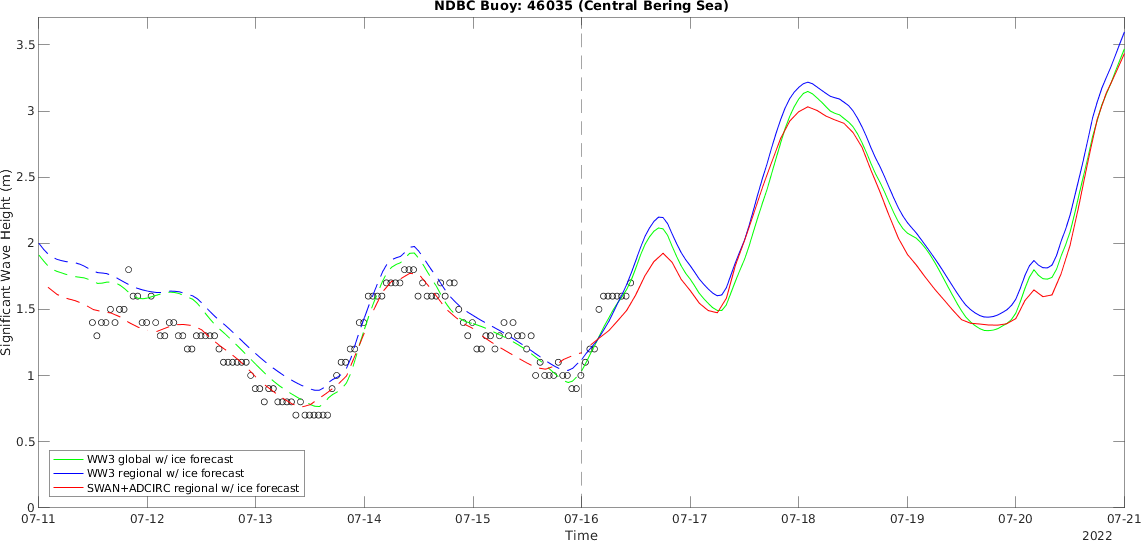 NDBC Buoy: 46035 (Central Bering Sea)
3.5
3
2.5
2
1.5
1
0.5
0
Significant Wave Height (m)
WW3 global w/ ice forecast
WW3 regional w/ ice forecast
SWAN+ADCIRC regional w/ ice forecast
07-11 07-12 07-13 07-14 07-15 07-16 07-17 07-18 07-19 07-20 07-21
Time
2022